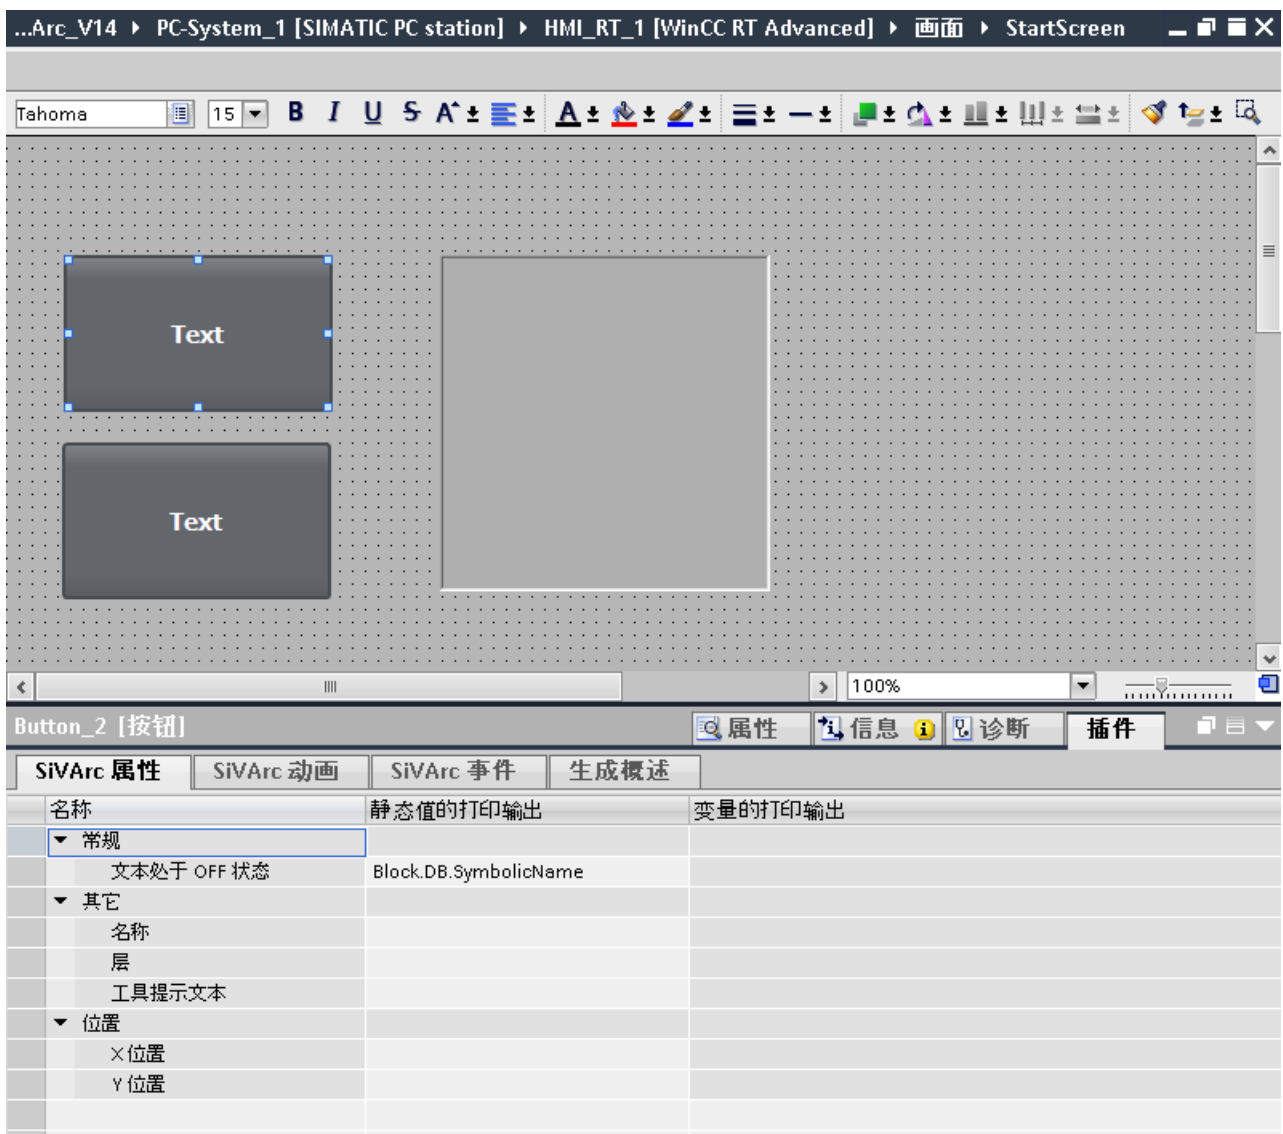 ...Arc_V14 ▸ PC-System_1 [SIMATIC PC station] ▸ HMI_RT_1 [WinCC RT Advanced] ▸ 画面 ▸ StartScreen
Tahoma 15 B I U S A A
Text
Text
100%
Button_2 [按钮] 属性 信息 诊断 插件
SiVArc 属性 SiVArc 动画 SiVArc 事件 生成概述
名称 静态值的打印输出 变量的打印输出
常规
文本处于 OFF 状态 Block.DB.SymbolicName
其它
名称
层
工具提示文本
位置
X 位置
Y 位置